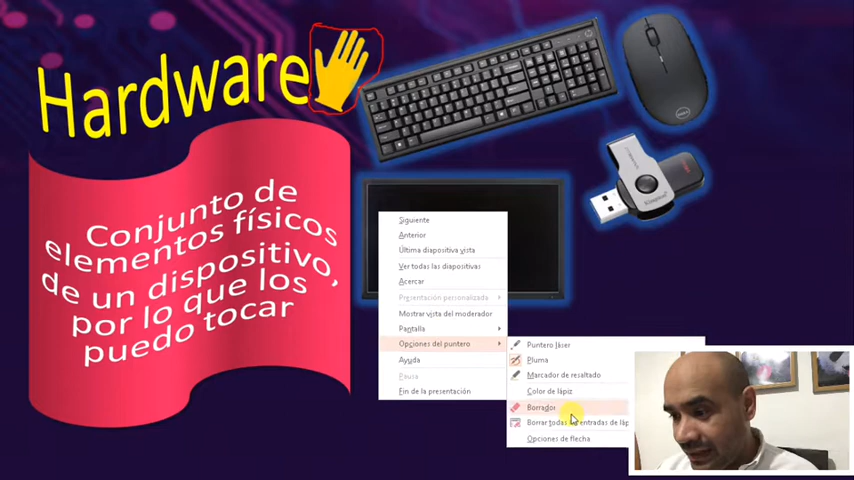 Hardware
Conjunto de
elementos físicos
de un dispositivo,
por lo que los
puedo tocar
DELL
Kingston
Siguiente
Anterior
Última diapositiva vista
Ver todas las diapositivas
Acercar
Presentación personalizada
Mostrar vista del moderador
Pantalla
Opciones del puntero
Ayuda
Pausa
Fin de la presentación
Puntero láser
Pluma
Marcador de resaltado
Color de lápiz
Borrador
Borrar todas entradas de láp
Opciones de flecha